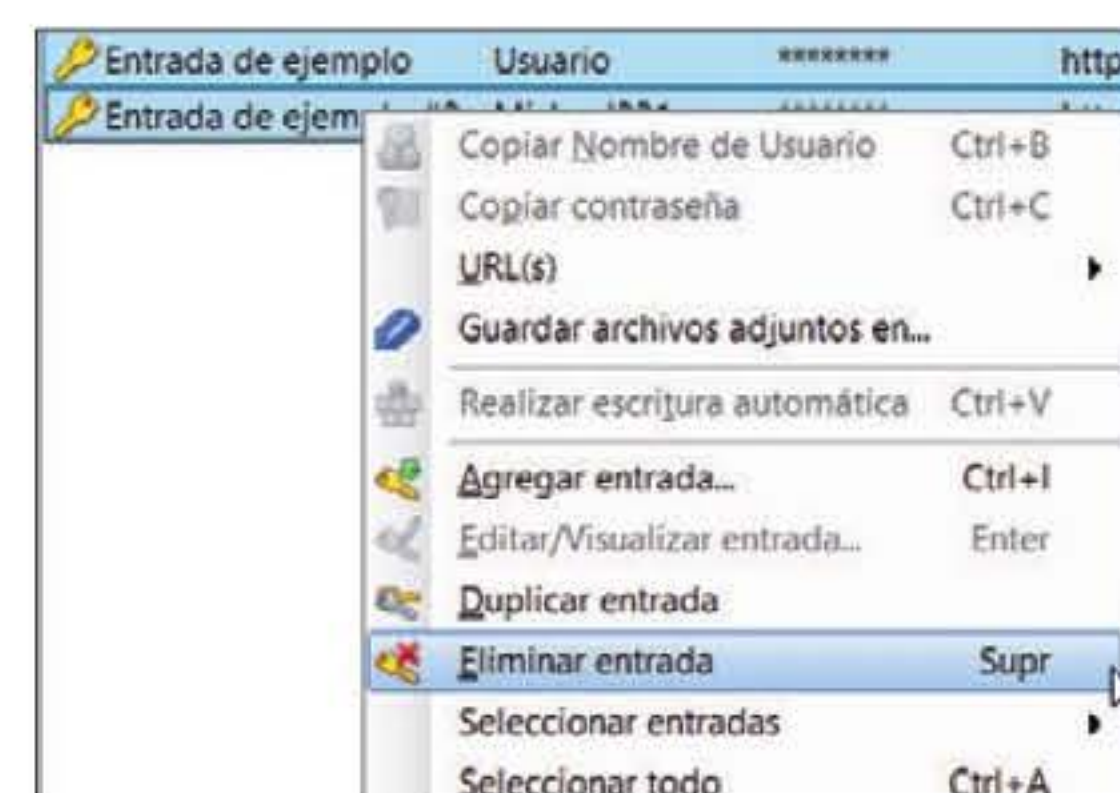 Entrada de ejemplo Usuario ******** http
Entrada de ejem
Copiar Nombre de Usuario Ctrl+B
Copiar contraseña Ctrl+C
URL(s)
Guardar archivos adjuntos en...
Realizar escritura automática Ctrl+V
Agregar entrada... Ctrl+I
Editar/Visualizar entrada... Enter
Duplicar entrada
Eliminar entrada Supr
Seleccionar entradas
Seleccionar todo Ctrl+A